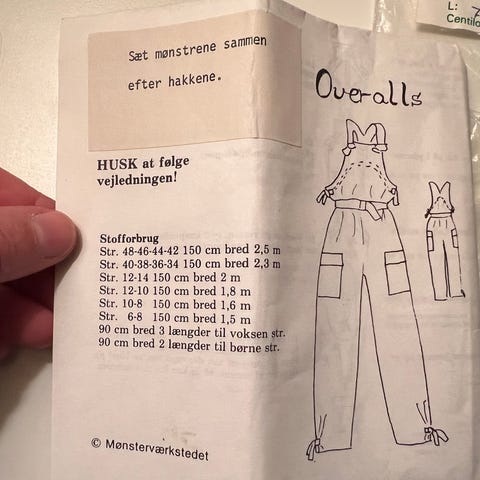 Sæt mønstrene sammen
efter hakkene.
Overalls
HUSK at følge
vejledningen!
Stofforbrug
Str. 48-46-44-42 150 cm bred 2,5 m
Str. 40-38-36-34 150 cm bred 2,3 m
Str. 12-14 150 cm bred 2 m
Str. 12-10 150 cm bred 1,8 m
Str. 10-8 150 cm bred 1,6 m
Str. 6-8 150 cm bred 1,5 m
90 cm bred 3 længder til voksen str.
90 cm bred 2 længder til børne str.
© Mønsterværkstedet
L: